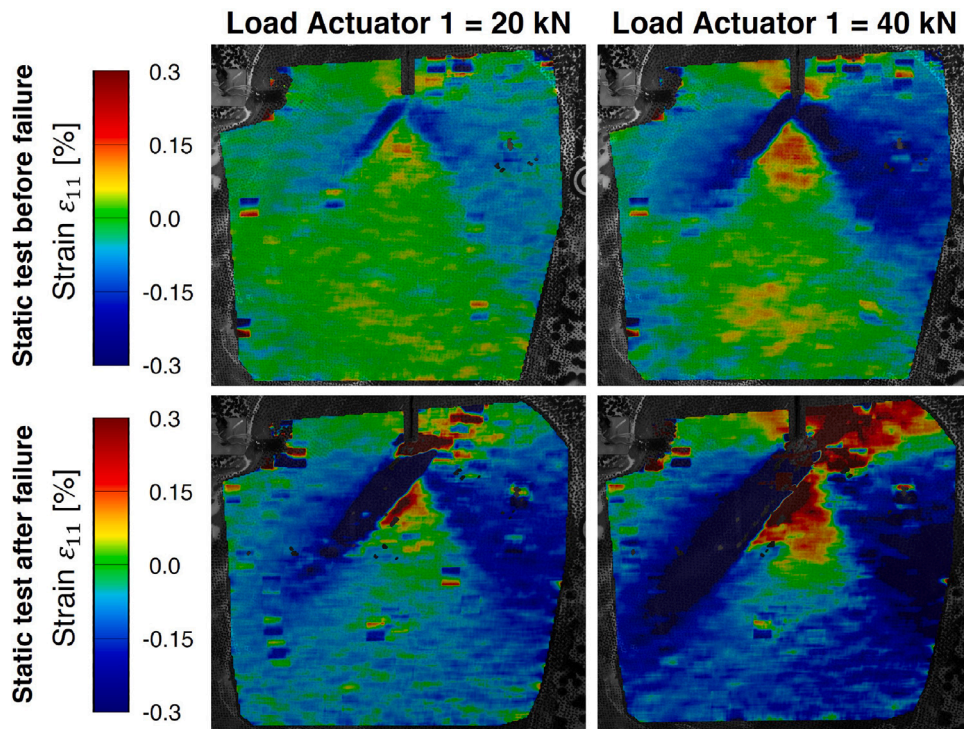 Load Actuator 1 = 20 kN
Load Actuator 1 = 40 kN
Static test before failure
Strain ε₁₁ [%]
0.3
0.15
0.0
-0.15
-0.3
Static test after failure
Strain ε₁₁ [%]
0.3
0.15
0.0
-0.15
-0.3